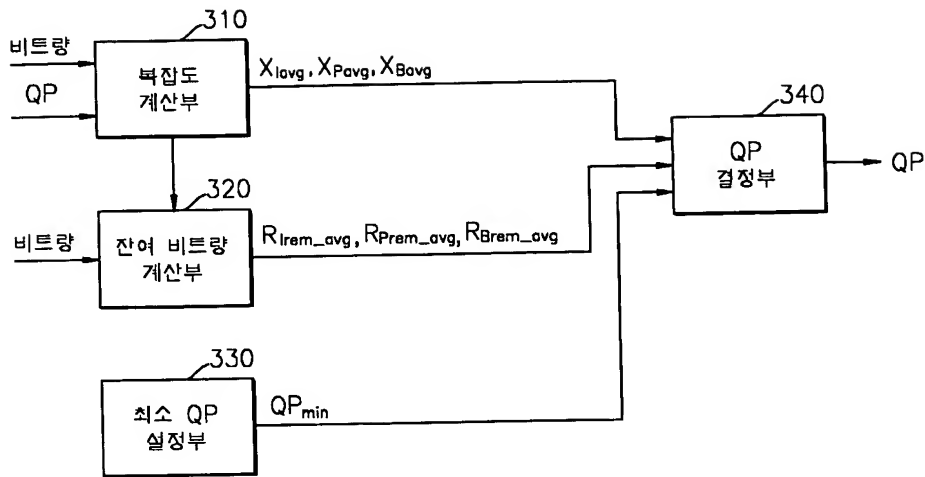 310
비트량
QP
복잡도
계산부
X_Iavg, X_Pavg, X_Bavg
340
QP
결정부
QP
320
비트량
잔여 비트량
계산부
R_Irem_avg, R_Prem_avg, R_Brem_avg
330
최소 QP
설정부
QP_min